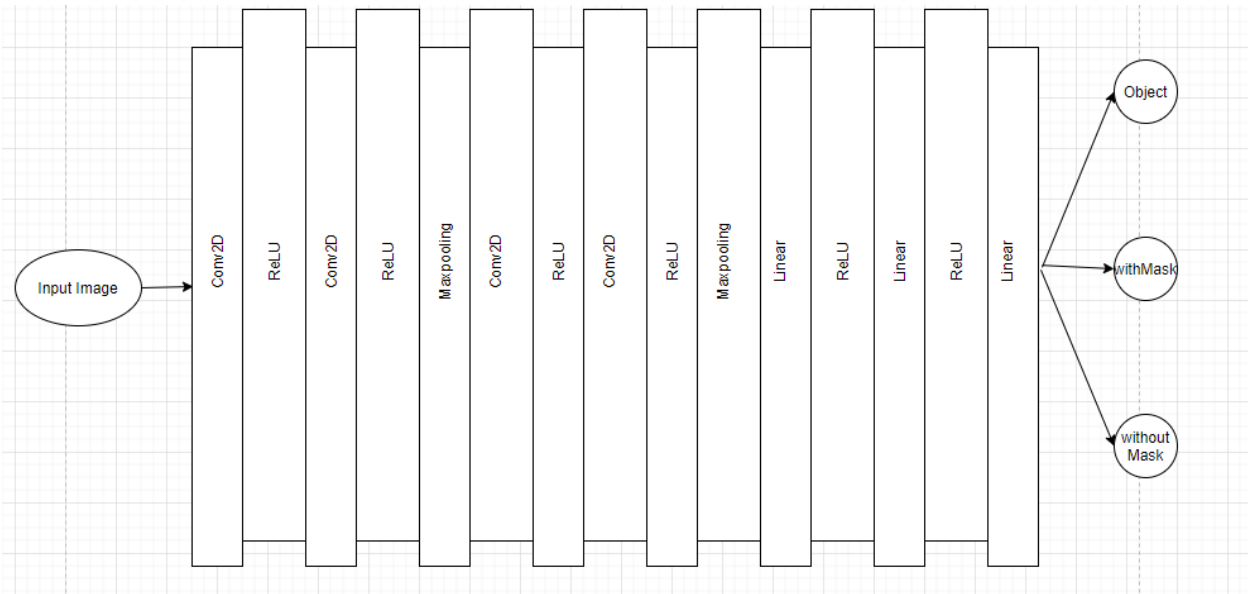 Input Image
Conv2D
ReLU
Conv2D
ReLU
Maxpooling
Conv2D
ReLU
Conv2D
ReLU
Maxpooling
Linear
ReLU
Linear
ReLU
Linear
Object
withMask
without
Mask